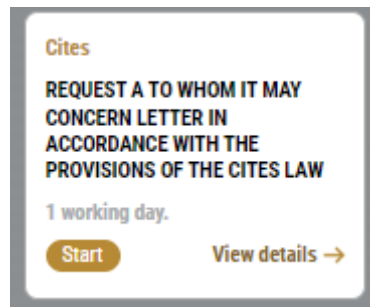 Cites
REQUEST A TO WHOM IT MAY
CONCERN LETTER IN
ACCORDANCE WITH THE
PROVISIONS OF THE CITES LAW
1 working day.
Start
View details →